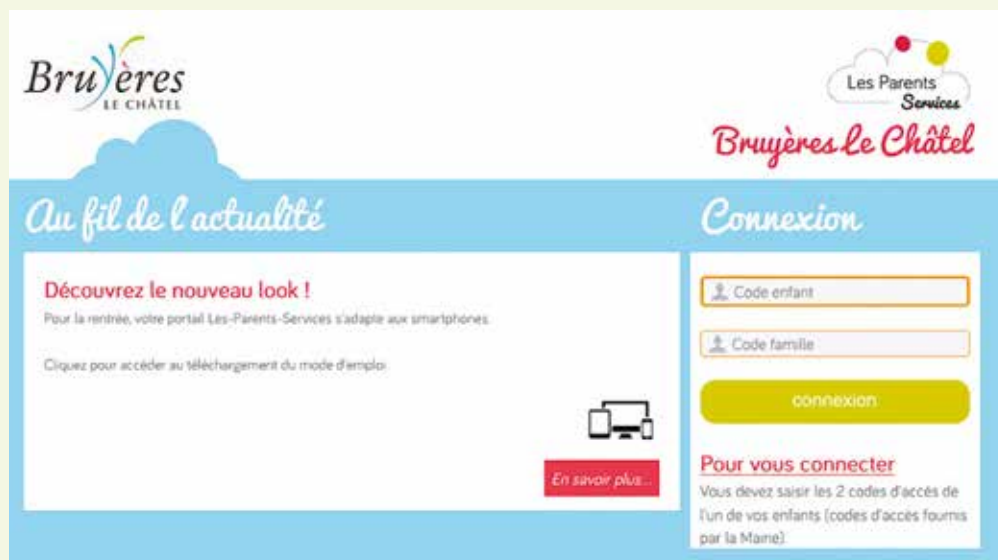 Bruyères
LE CHÂTEL
Les Parents
Services
Bruyères Le Châtel
Au fil de l'actualité
Découvrez le nouveau look !
Pour la rentrée, votre portail Les-Parents-Services s'adapte aux smartphones.
Cliquez pour accéder au téléchargement du mode d'emploi
En savoir plus...
Connexion
Code enfant
Code famille
connexion
Pour vous connecter
Vous devez saisir les 2 codes d'accès de
l'un de vos enfants (codes d'accès fournis
par la Mairie).